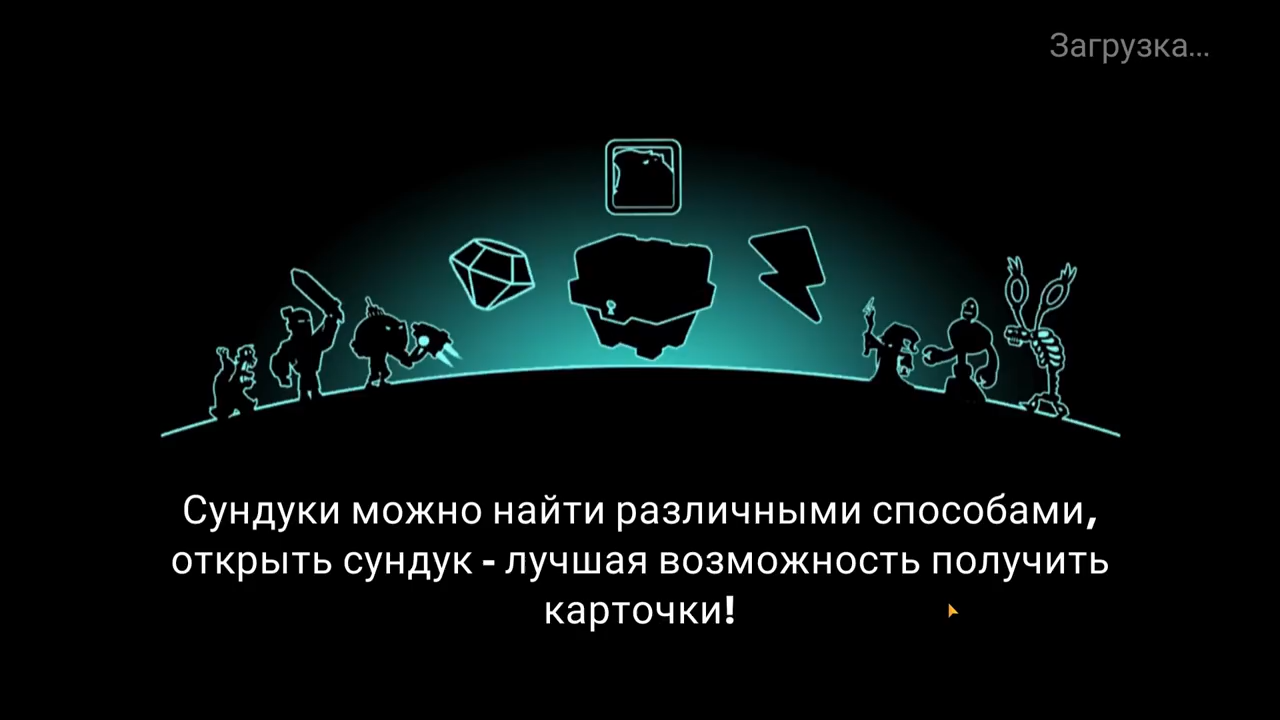 Загрузка...
Сундуки можно найти различными способами,
открыть сундук - лучшая возможность получить
карточки!